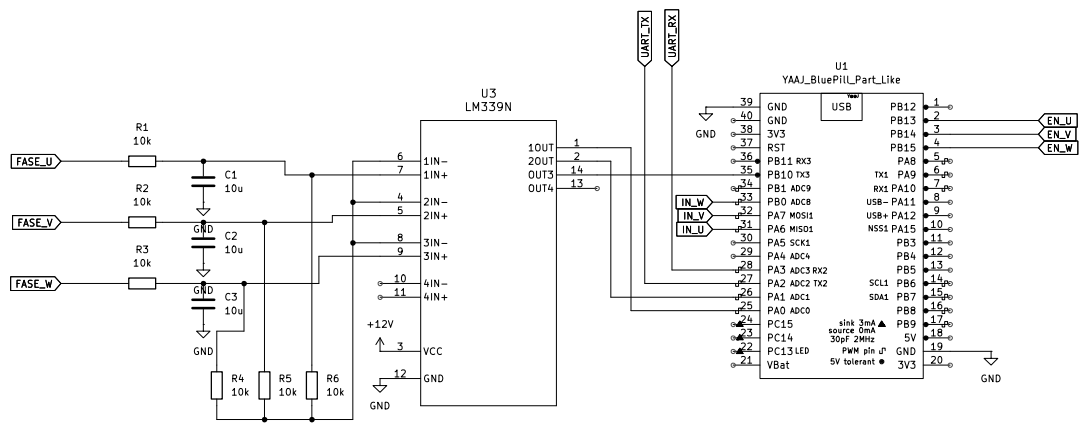 UART_TX
UART_RX
U1
YAAJ_BluePill_Part_Like
YAAJ
USB
U3
LM339N
FASE_U
R1
10k
C1
10u
GND
FASE_V
R2
10k
C2
10u
GND
FASE_W
R3
10k
C3
10u
GND
R4
10k
R5
10k
R6
10k
+12V
GND
6 1IN-
7 1IN+
4 2IN-
5 2IN+
8 3IN-
9 3IN+
10 4IN-
11 4IN+
3 VCC
12 GND
1OUT 1
2OUT 2
OUT3 14
OUT4 13
GND
IN_W
IN_V
IN_U
39 GND
40 GND
38 3V3
37 RST
36 PB11 RX3
35 PB10 TX3
34 PB1 ADC9
33 PB0 ADC8
32 PA7 MOSI1
31 PA6 MISO1
30 PA5 SCK1
29 PA4 ADC4
28 PA3 ADC3 RX2
27 PA2 ADC2 TX2
26 PA1 ADC1
25 PA0 ADC0
24 PC15
23 PC14
22 PC13 LED
21 VBat
PB12 1
PB13 2
PB14 3
PB15 4
PA8 5
TX1 PA9 6
RX1 PA10 7
USB- PA11 8
USB+ PA12 9
NSS1 PA15 10
PB3 11
PB4 12
PB5 13
SCL1 PB6 14
SDA1 PB7 15
PB8 16
PB9 17
5V 18
GND 19
3V3 20
sink 3mA
source 0mA
30pF 2MHz
PWM pin
5V tolerant
EN_U
EN_V
EN_W
GND